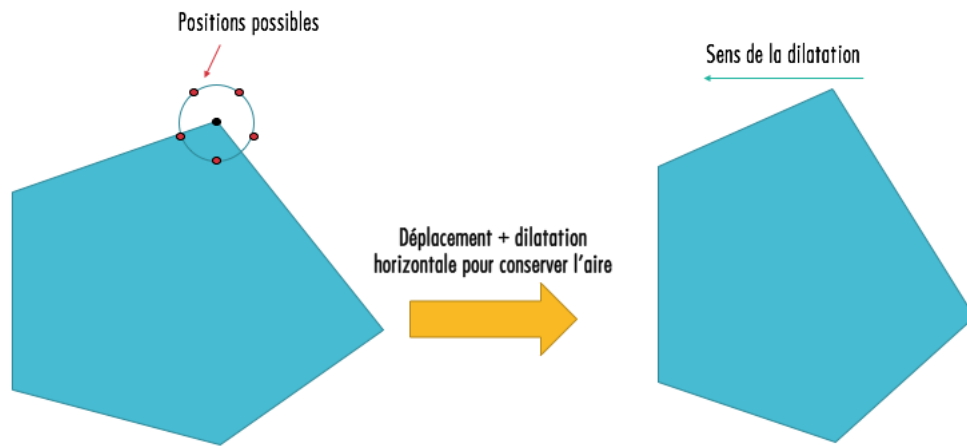 Positions possibles
Sens de la dilatation
Déplacement + dilatation
horizontale pour conserver l'aire